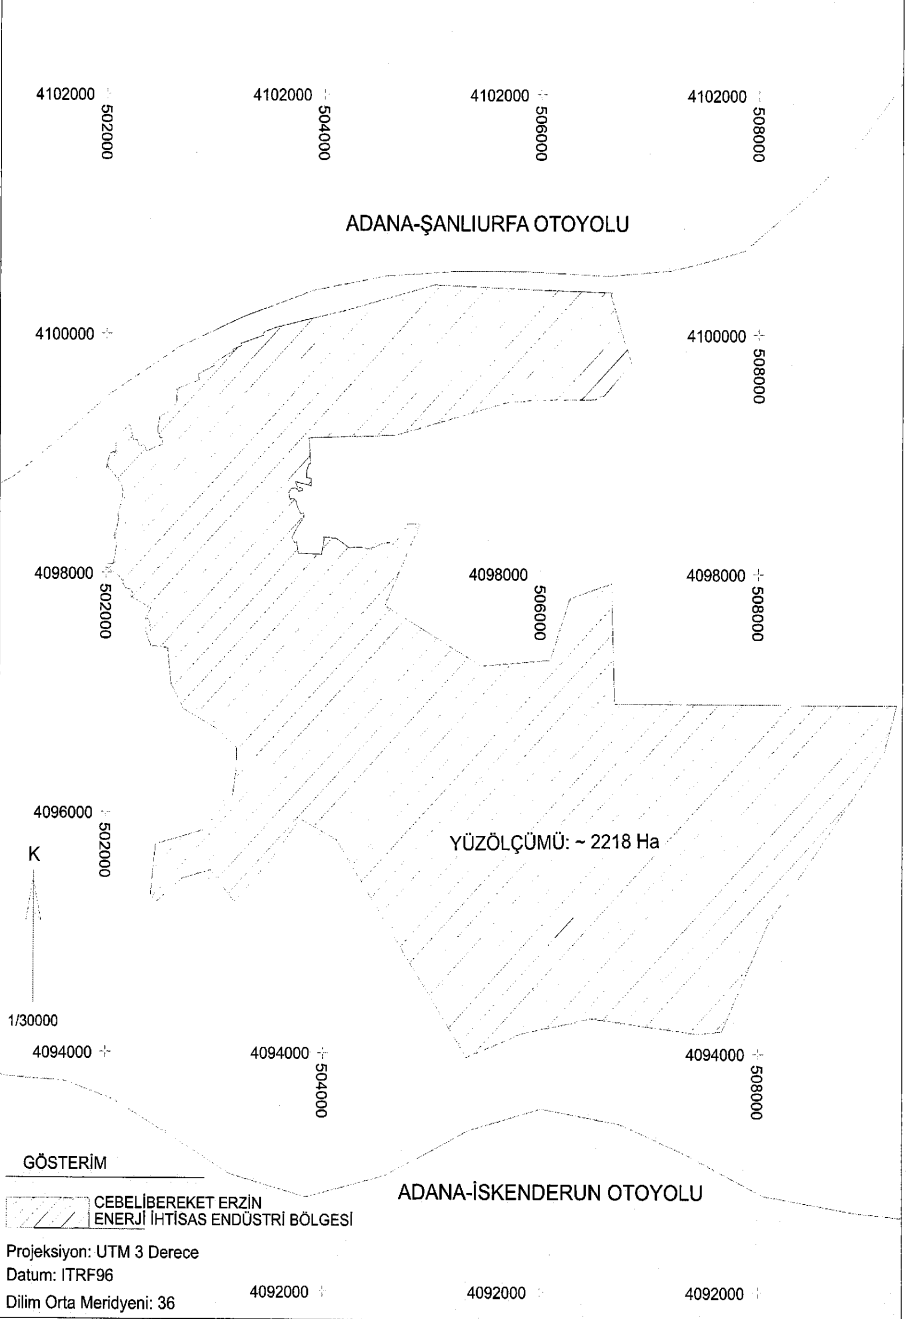 4102000 4102000 4102000 4102000
502000 504000 506000 508000
ADANA-ŞANLIURFA OTOYOLU
4100000 4100000
508000
4098000 4098000 4098000
502000 506000 508000
4096000
502000
YÜZÖLÇÜMÜ: ~ 2218 Ha
K
1/30000
4094000 4094000 4094000
504000 508000
GÖSTERİM
ADANA-İSKENDERUN OTOYOLU
CEBELİBEREKET ERZİN
ENERJİ İHTİSAS ENDÜSTRİ BÖLGESİ
Projeksiyon: UTM 3 Derece
Datum: ITRF96
Dilim Orta Meridyeni: 36
4092000 4092000 4092000